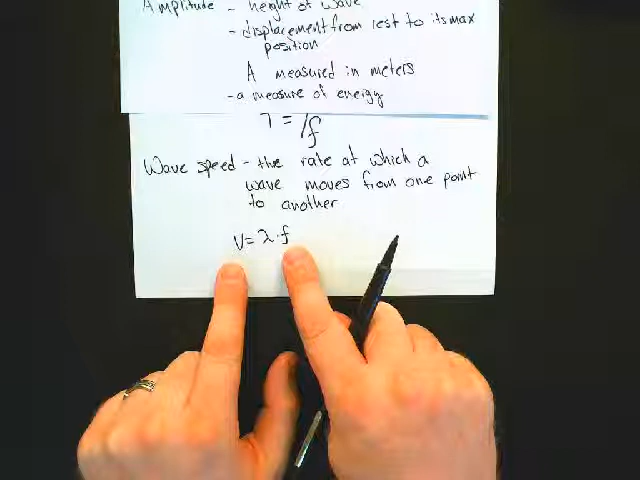 Amplitude - height of wave
- displacement from rest to its max
position
A measured in meters
- a measure of energy
= 1/f
Wave speed - the rate at which a
wave moves from one point
to another
V = λ · f